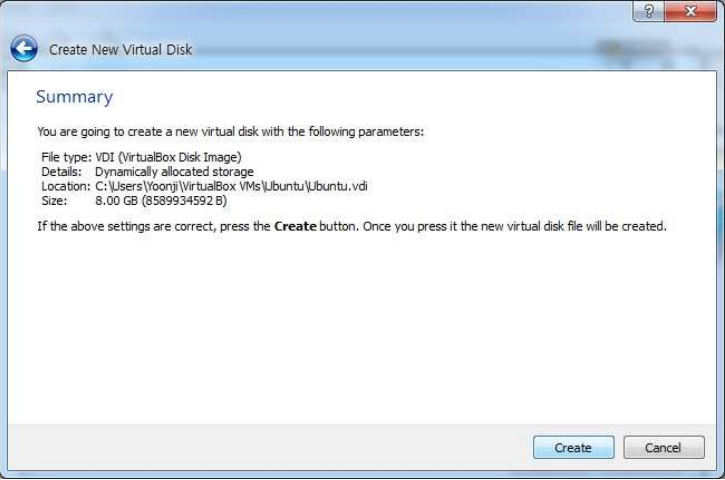 Create New Virtual Disk
Summary
You are going to create a new virtual disk with the following parameters:
File type: VDI (VirtualBox Disk Image)
Details: Dynamically allocated storage
Location: C:\Users\Yoonji\VirtualBox VMs\Ubuntu\Ubuntu.vdi
Size: 8.00 GB (8589934592 B)
If the above settings are correct, press the Create button. Once you press it the new virtual disk file will be created.
Create Cancel